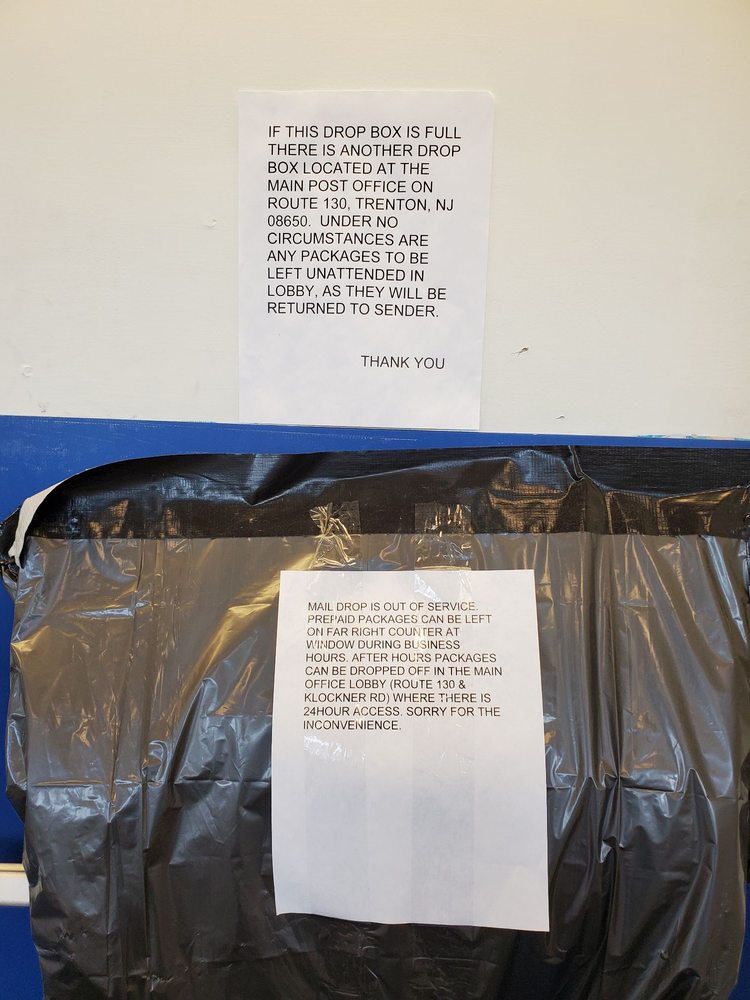 IF THIS DROP BOX IS FULL
THERE IS ANOTHER DROP
BOX LOCATED AT THE
MAIN POST OFFICE ON
ROUTE 130, TRENTON, NJ
08650. UNDER NO
CIRCUMSTANCES ARE
ANY PACKAGES TO BE
LEFT UNATTENDED IN
LOBBY, AS THEY WILL BE
RETURNED TO SENDER.
THANK YOU
MAIL DROP IS OUT OF SERVICE.
PREPAID PACKAGES CAN BE LEFT
ON FAR RIGHT COUNTER AT
WINDOW DURING BUSINESS
HOURS. AFTER HOURS PACKAGES
CAN BE DROPPED OFF IN THE MAIN
OFFICE LOBBY (ROUTE 130 &
KLOCKNER RD) WHERE THERE IS
24HOUR ACCESS. SORRY FOR THE
INCONVENIENCE.